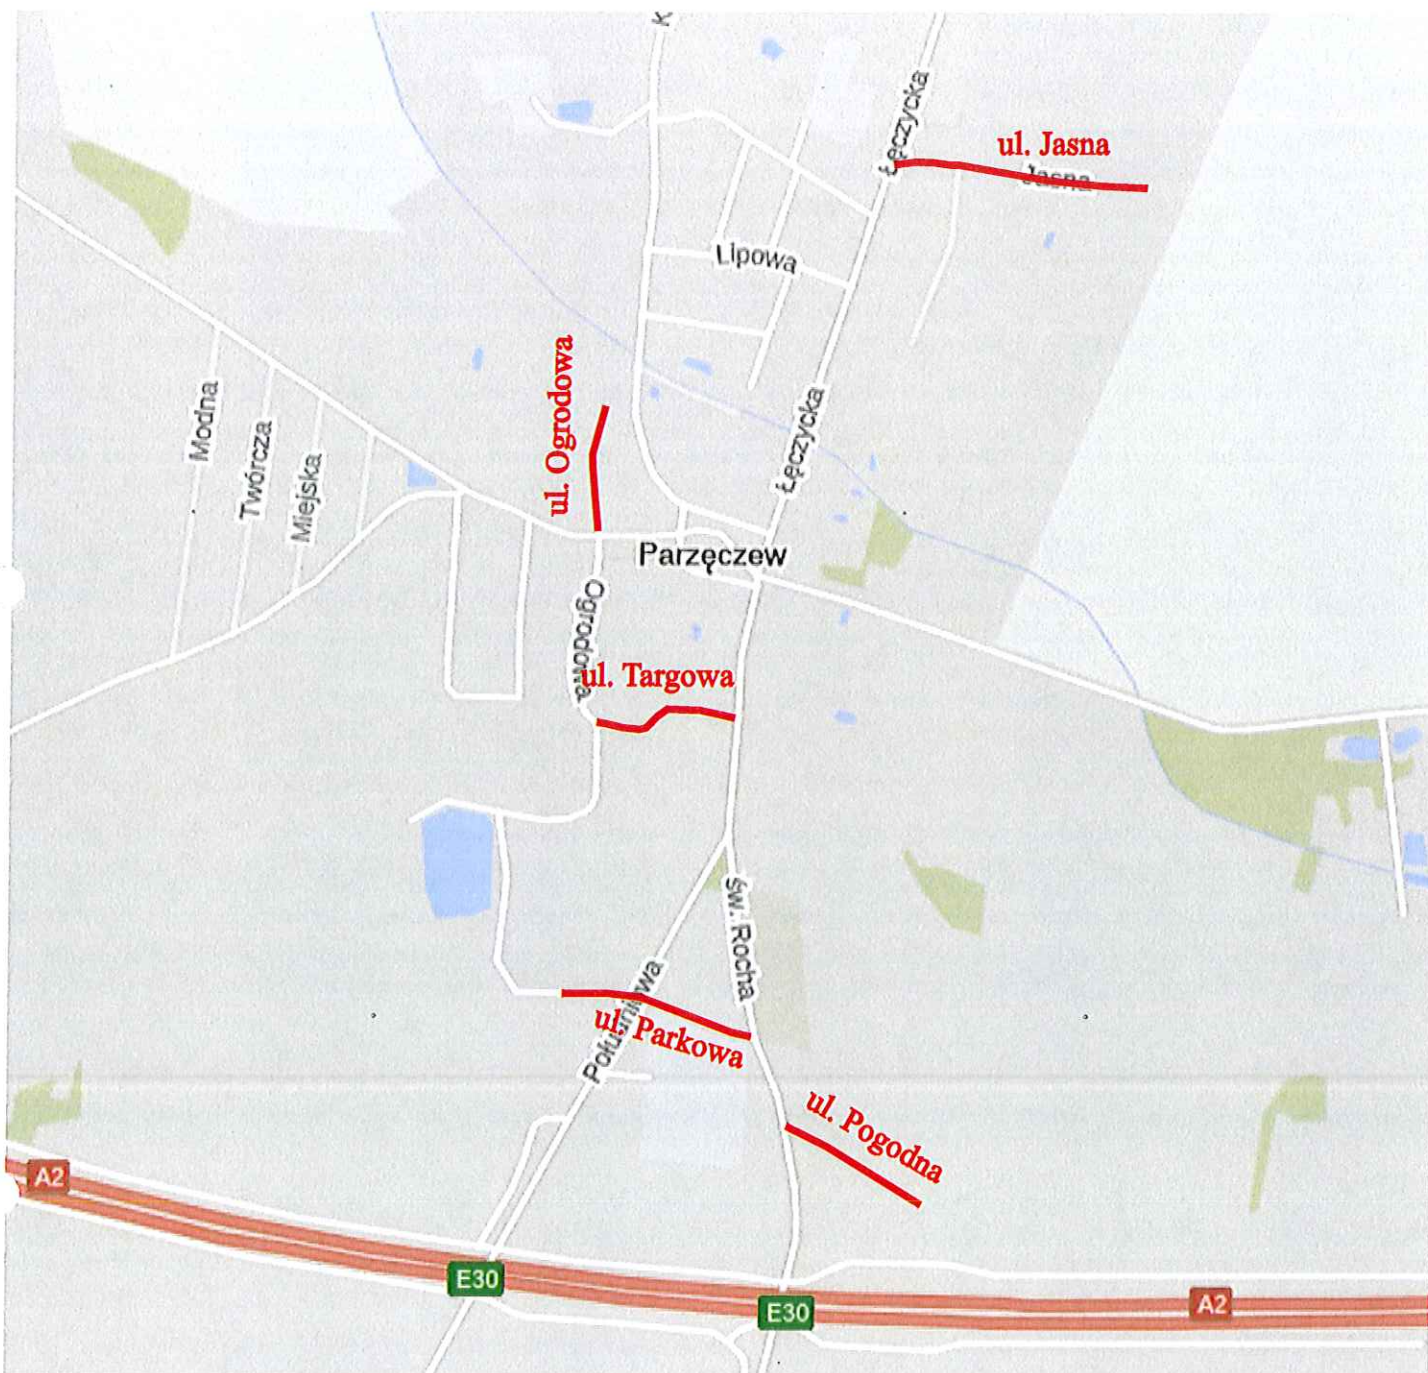 K
Łęczycka
ul. Jasna
Jasna
Lipowa
ul. Ogrodowa
Modna
Twórcza
Miejska
Łęczycka
Parzęczew
Ogrodowa
ul. Targowa
św. Rocha
Południowa
ul. Parkowa
ul. Pogodna
A2
E30
E30
A2